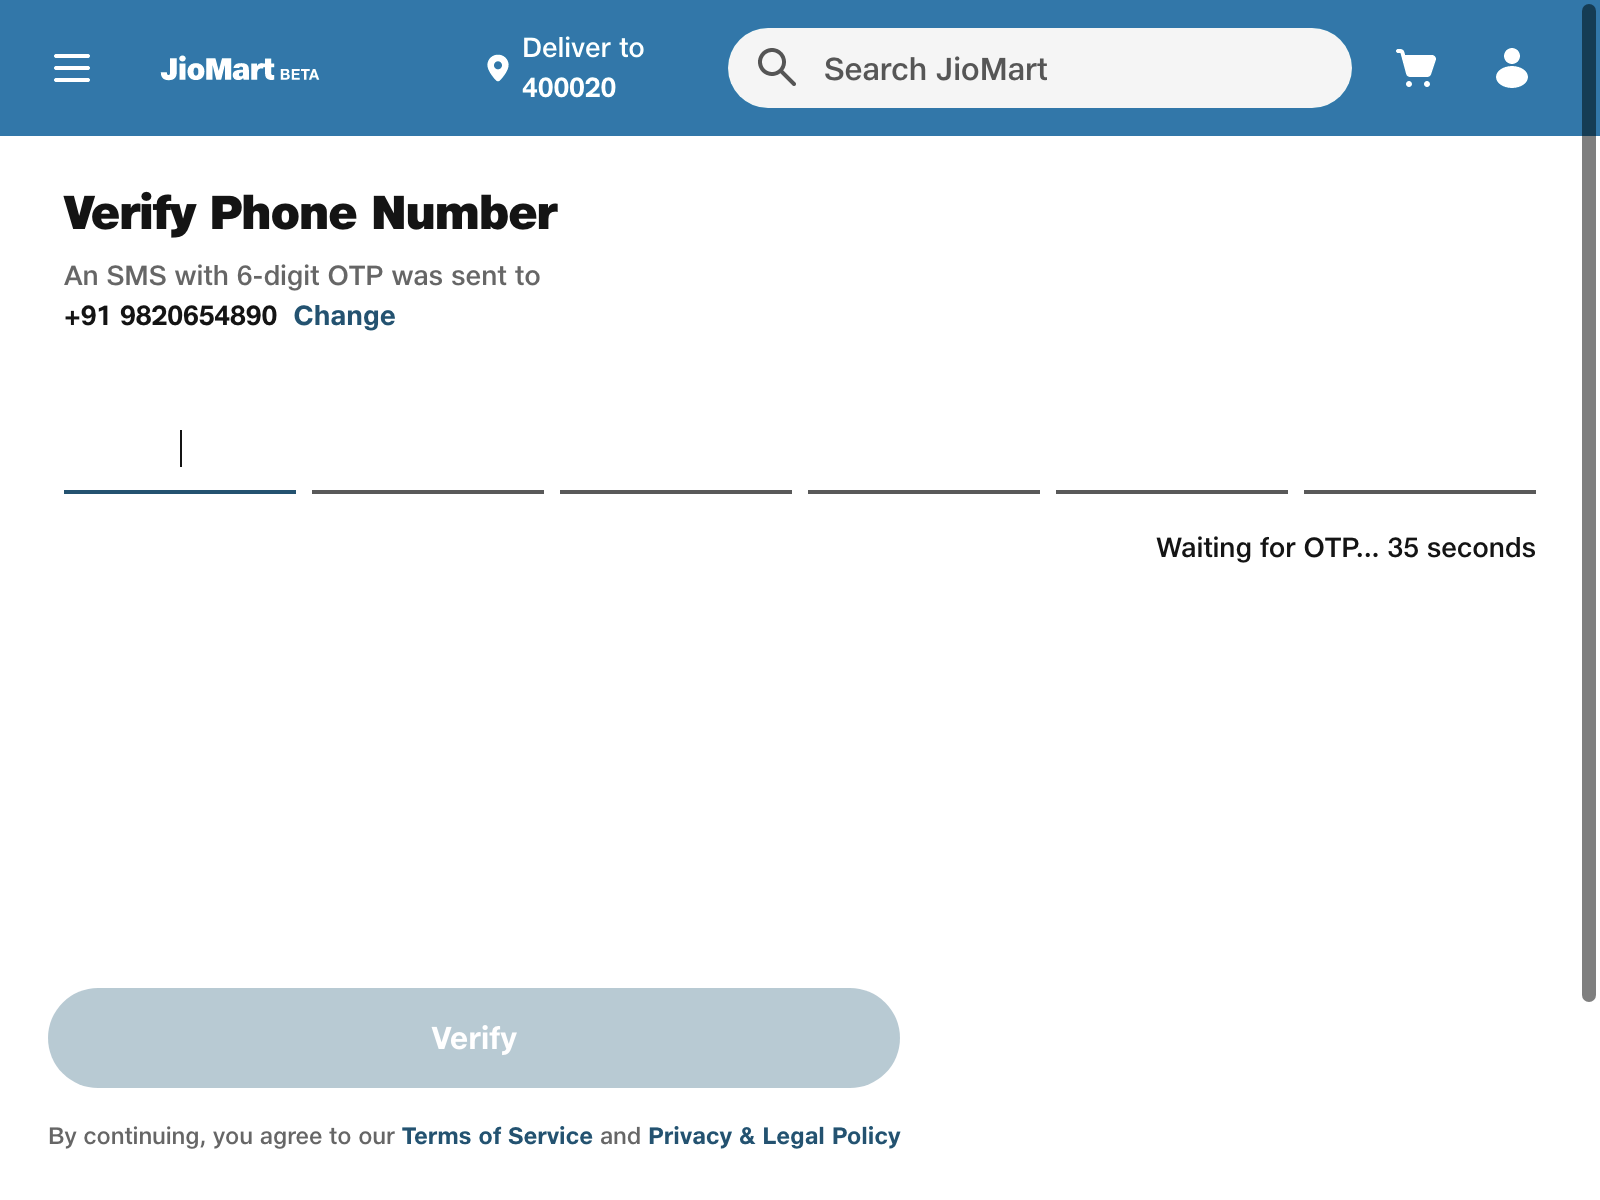 JioMart BETA
Deliver to
400020
Search JioMart
Verify Phone Number
An SMS with 6-digit OTP was sent to
+91 9820654890 Change
Waiting for OTP... 35 seconds
Verify
By continuing, you agree to our Terms of Service and Privacy & Legal Policy